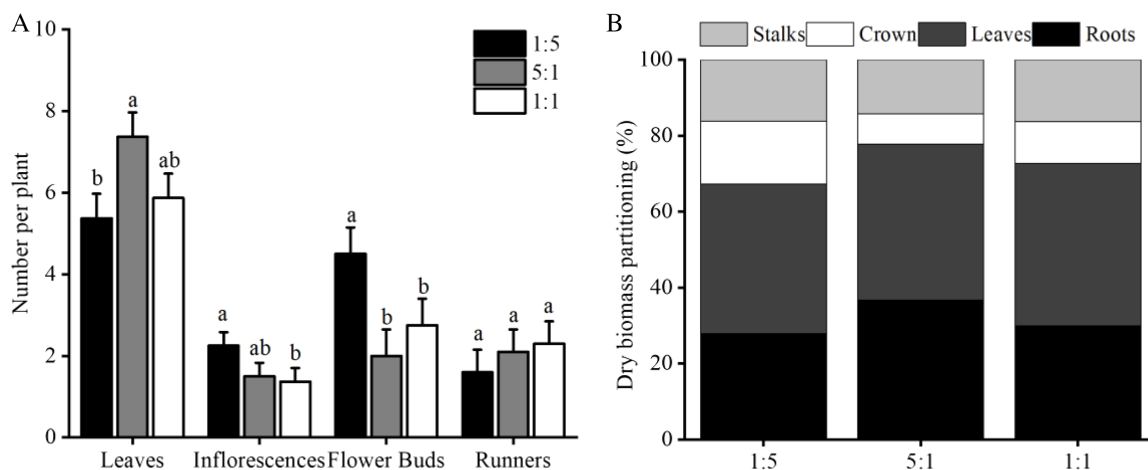 A
Number per plant
10
8
6
4
2
0
1:5
5:1
1:1
b
a
ab
a
ab
b
a
b
b
a
a
a
Leaves Inflorescences Flower Buds Runners
B
Stalks Crown Leaves Roots
Dry biomass partitioning (%)
100
80
60
40
20
0
1:5 5:1 1:1